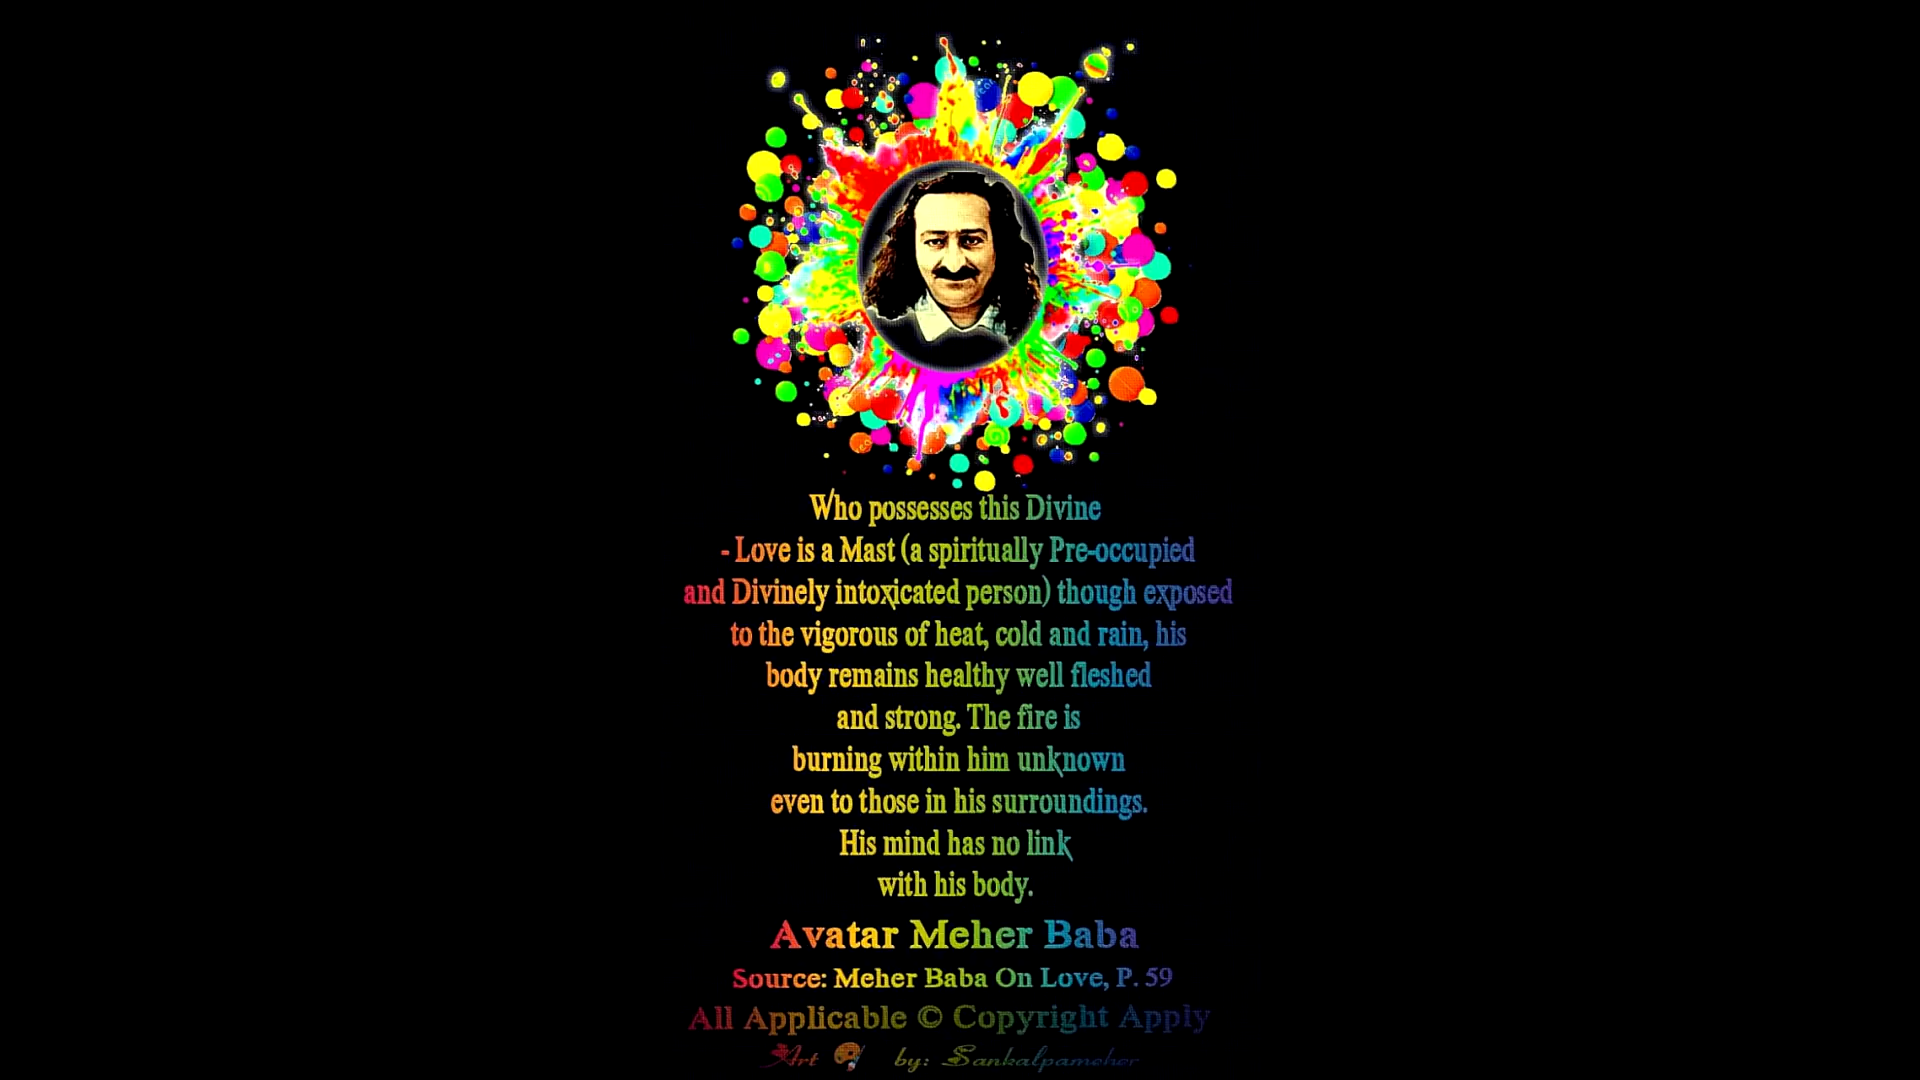 Who possesses this Divine
- Love is a Mast (a spiritually Pre-occupied
and Divinely intoxicated person) though exposed
to the vigorous of heat, cold and rain, his
body remains healthy well fleshed
and strong. The fire is
burning within him unknown
even to those in his surroundings.
His mind has no link
with his body.
Avatar Meher Baba
Source: Meher Baba On Love, P. 59
All Applicable © Copyright Apply
Art by: Sankalpameher